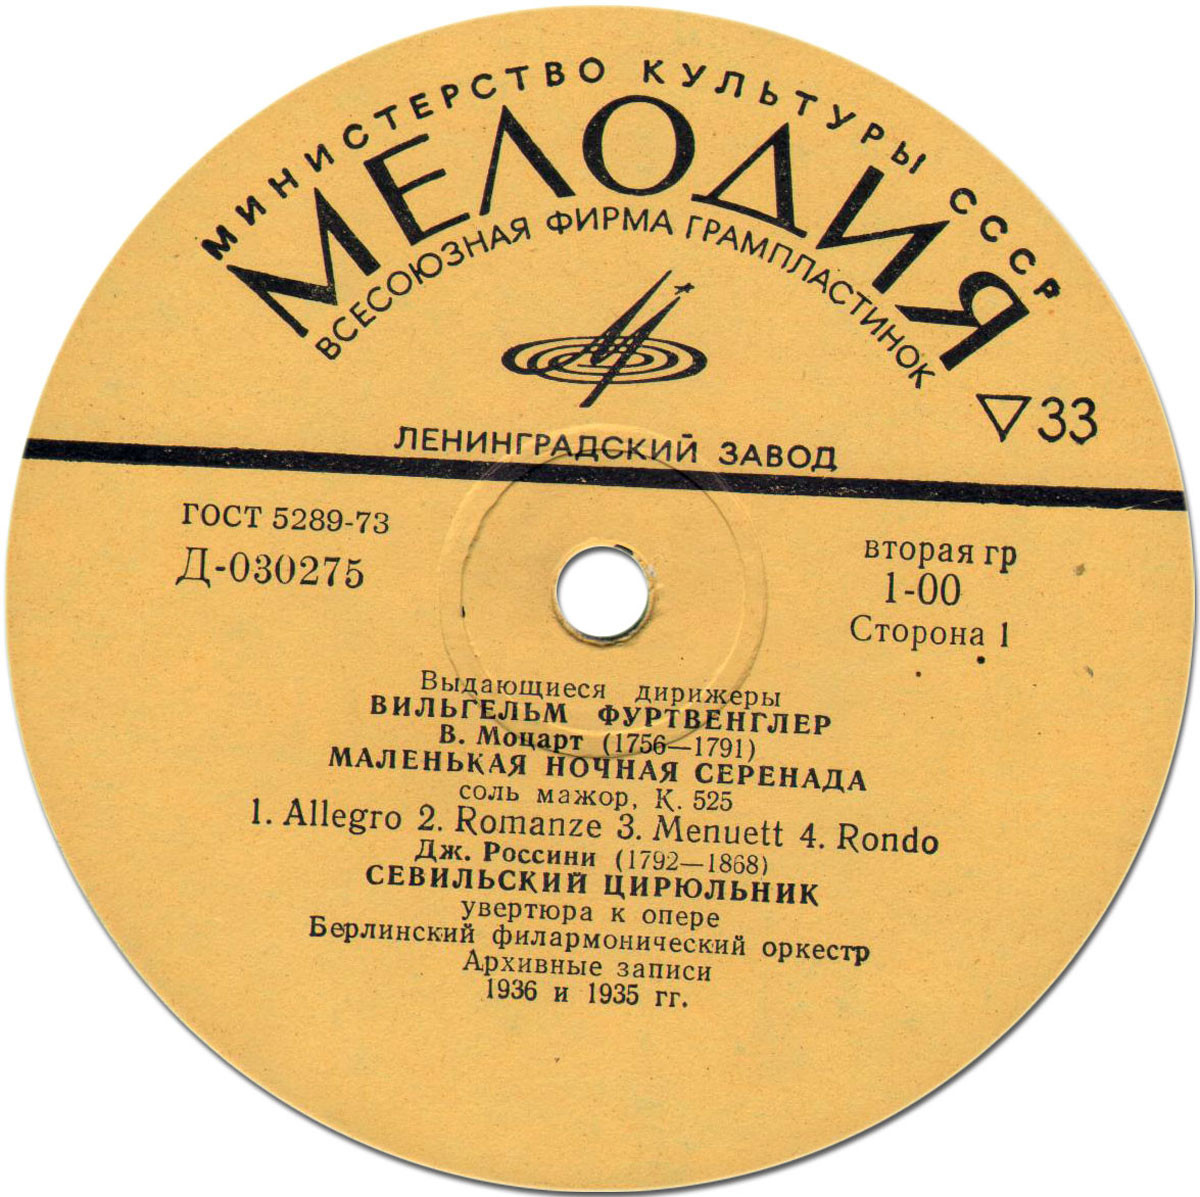 МИНИСТЕРСТВО КУЛЬТУРЫ СССР
МЕЛОДИЯ
ВСЕСОЮЗНАЯ ФИРМА ГРАМПЛАСТИНОК
▽33
ЛЕНИНГРАДСКИЙ ЗАВОД
ГОСТ 5289-73
Д-030275
вторая гр
1-00
Сторона 1
Выдающиеся дирижеры
ВИЛЬГЕЛЬМ ФУРТВЕНГЛЕР
В. Моцарт (1756—1791)
МАЛЕНЬКАЯ НОЧНАЯ СЕРЕНАДА
соль мажор, К. 525
1. Allegro 2. Romanze 3. Menuett 4. Rondo
Дж. Россини (1792—1868)
СЕВИЛЬСКИЙ ЦИРЮЛЬНИК
увертюра к опере
Берлинский филармонический оркестр
Архивные записи
1936 и 1935 гг.